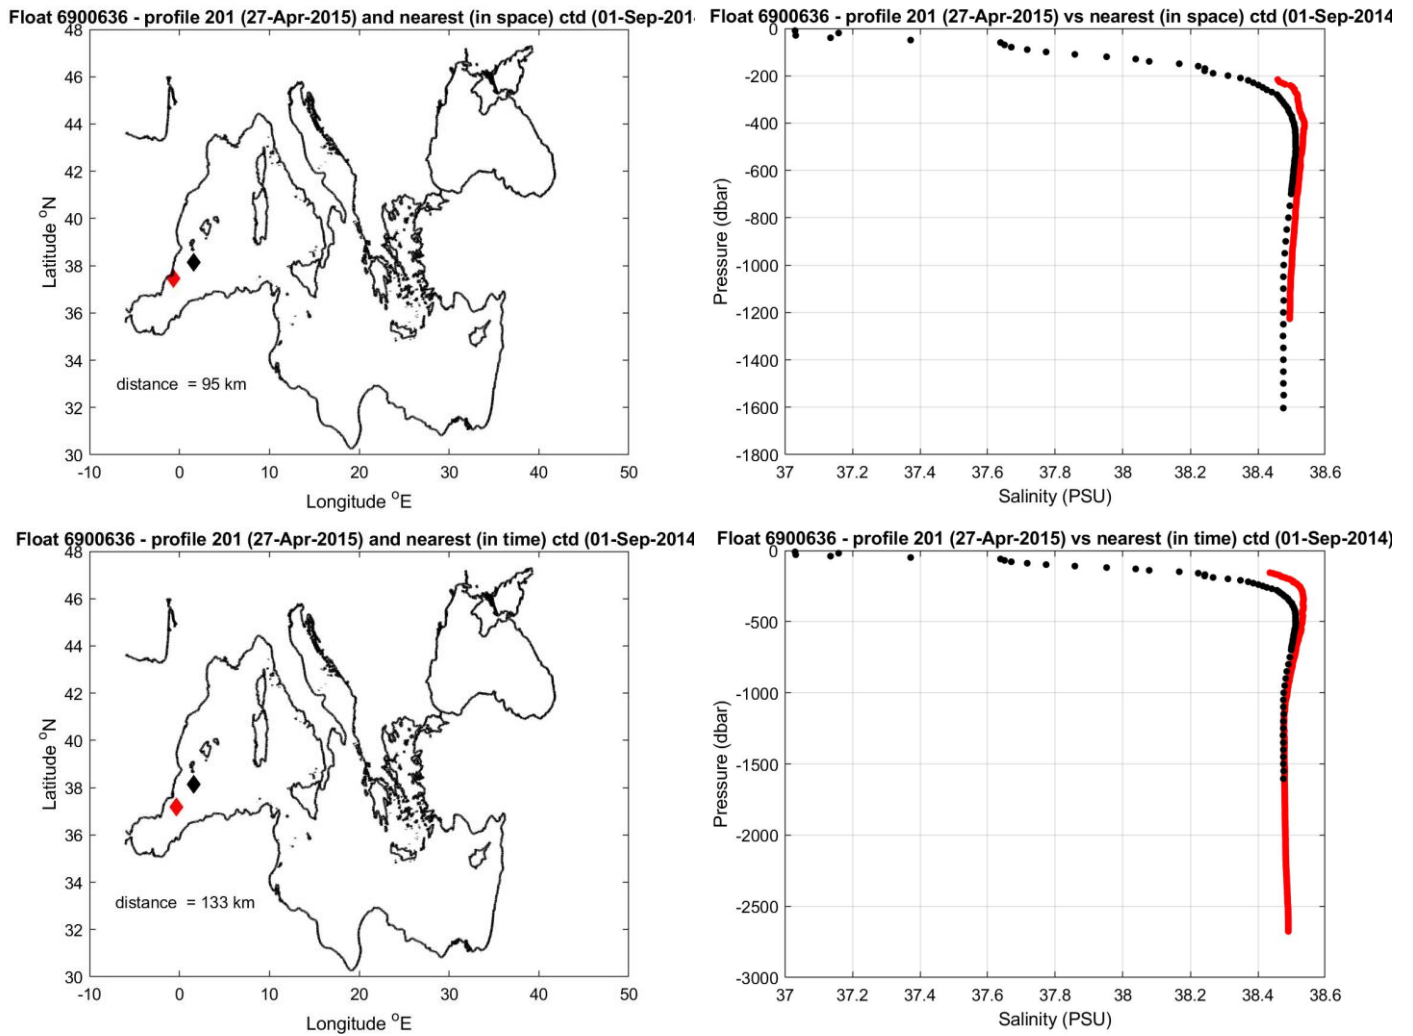 Float 6900636 - profile 201 (27-Apr-2015) and nearest (in space) ctd (01-Sep-201
48
46
44
42
40
38
36
34
32
30
Latitude °N
distance = 95 km
-10 0 10 20 30 40 50
Longitude °E
Float 6900636 - profile 201 (27-Apr-2015) vs nearest (in space) ctd (01-Sep-2014
0
-200
-400
-600
-800
-1000
-1200
-1400
-1600
-1800
Pressure (dbar)
37 37.2 37.4 37.6 37.8 38 38.2 38.4 38.6
Salinity (PSU)
Float 6900636 - profile 201 (27-Apr-2015) and nearest (in time) ctd (01-Sep-2014
48
46
44
42
40
38
36
34
32
30
Latitude °N
distance = 133 km
-10 0 10 20 30 40 50
Longitude °E
Float 6900636 - profile 201 (27-Apr-2015) vs nearest (in time) ctd (01-Sep-2014)
0
-500
-1000
-1500
-2000
-2500
-3000
Pressure (dbar)
37 37.2 37.4 37.6 37.8 38 38.2 38.4 38.6
Salinity (PSU)